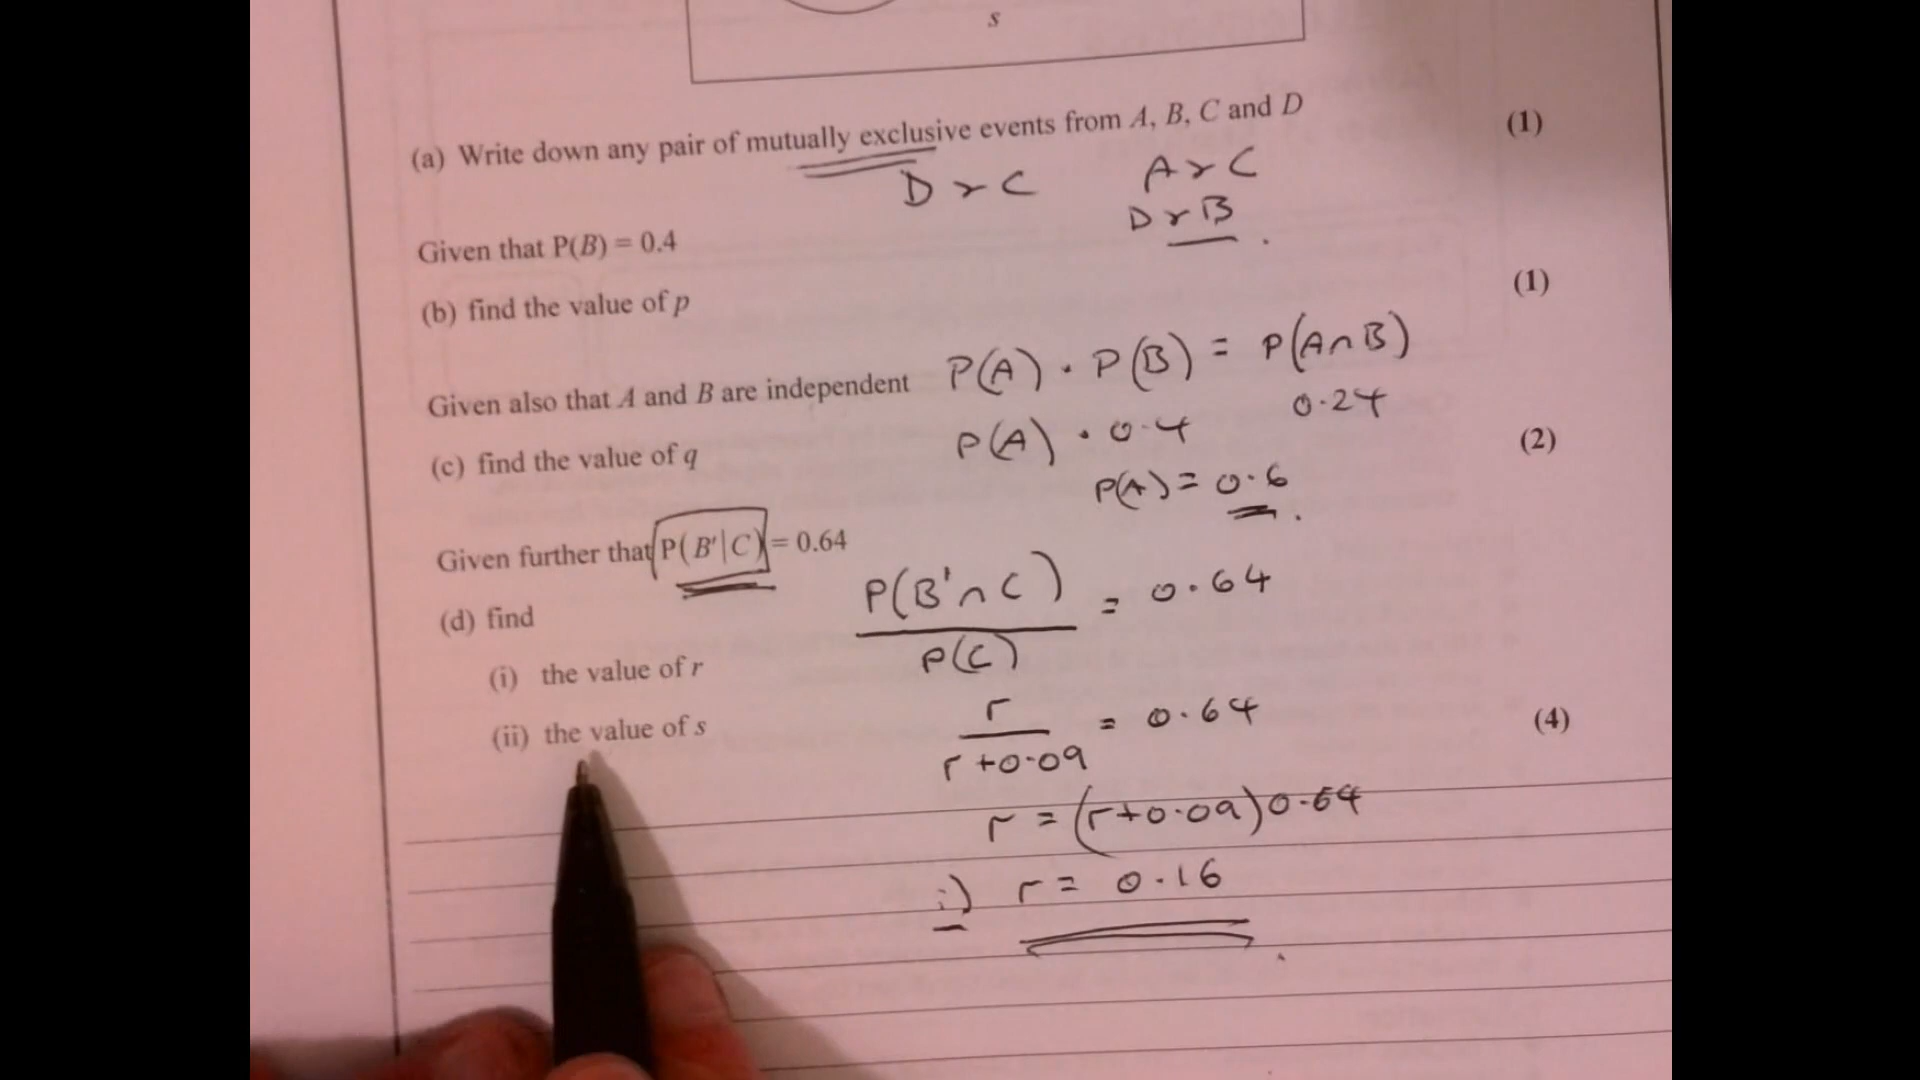 s
(a) Write down any pair of mutually exclusive events from A, B, C and D (1)
D & C A & C
D & B
Given that P(B) = 0.4
(b) find the value of p (1)
P(A) · P(B) = P(A∩B)
Given also that A and B are independent
0.24
P(A) · 0.4
(c) find the value of q (2)
P(A) = 0.6
Given further that P(B'|C) = 0.64
P(B'∩C) = 0.64
P(C)
(d) find
(i) the value of r
r = 0.64
r + 0.09
(ii) the value of s (4)
r = (r+0.09)0.64
i) r = 0.16